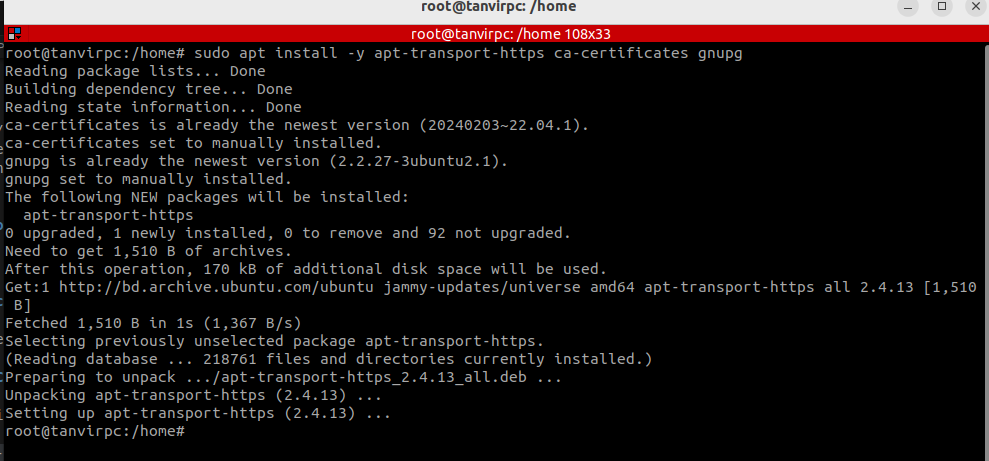 root@tanvirpc: /home
root@tanvirpc: /home 108x33
root@tanvirpc:/home# sudo apt install -y apt-transport-https ca-certificates gnupg
Reading package lists... Done
Building dependency tree... Done
Reading state information... Done
ca-certificates is already the newest version (20240203~22.04.1).
ca-certificates set to manually installed.
gnupg is already the newest version (2.2.27-3ubuntu2.1).
gnupg set to manually installed.
The following NEW packages will be installed:
  apt-transport-https
0 upgraded, 1 newly installed, 0 to remove and 92 not upgraded.
Need to get 1,510 B of archives.
After this operation, 170 kB of additional disk space will be used.
Get:1 http://bd.archive.ubuntu.com/ubuntu jammy-updates/universe amd64 apt-transport-https all 2.4.13 [1,510
 B]
Fetched 1,510 B in 1s (1,367 B/s)
Selecting previously unselected package apt-transport-https.
(Reading database ... 218761 files and directories currently installed.)
Preparing to unpack .../apt-transport-https_2.4.13_all.deb ...
Unpacking apt-transport-https (2.4.13) ...
Setting up apt-transport-https (2.4.13) ...
root@tanvirpc:/home#